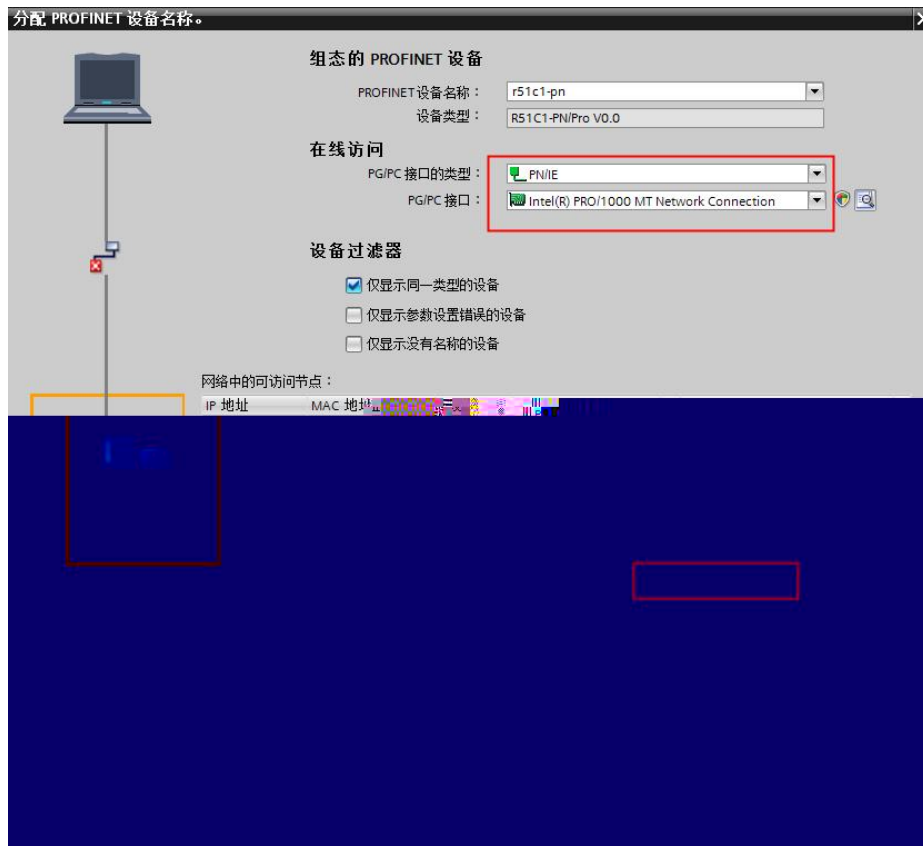 分配 PROFINET 设备名称。
组态的 PROFINET 设备
PROFINET设备名称： r51c1-pn
设备类型： R51C1-PN/Pro V0.0
在线访问
PG/PC 接口的类型： PN/IE
PG/PC 接口： Intel(R) PRO/1000 MT Network Connection
设备过滤器
仅显示同一类型的设备
仅显示参数设置错误的设备
仅显示没有名称的设备
网络中的可访问节点：
IP 地址 MAC 地址